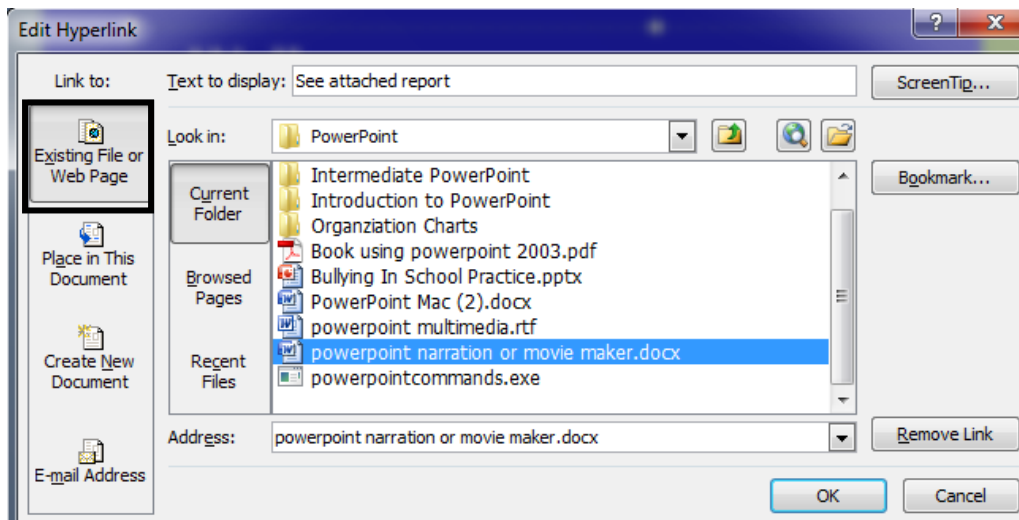 Edit Hyperlink
?
X
Link to:
Text to display: See attached report
ScreenTip...
Existing File or
Web Page
Look in:
PowerPoint
Current
Folder
Intermediate PowerPoint
Introduction to PowerPoint
Organziation Charts
Book using powerpoint 2003.pdf
Bullying In School Practice.pptx
PowerPoint Mac (2).docx
powerpoint multimedia.rtf
powerpoint narration or movie maker.docx
powerpointcommands.exe
Bookmark...
Place in This
Document
Browsed
Pages
Create New
Document
Recent
Files
E-mail Address
Address:
powerpoint narration or movie maker.docx
Remove Link
OK
Cancel